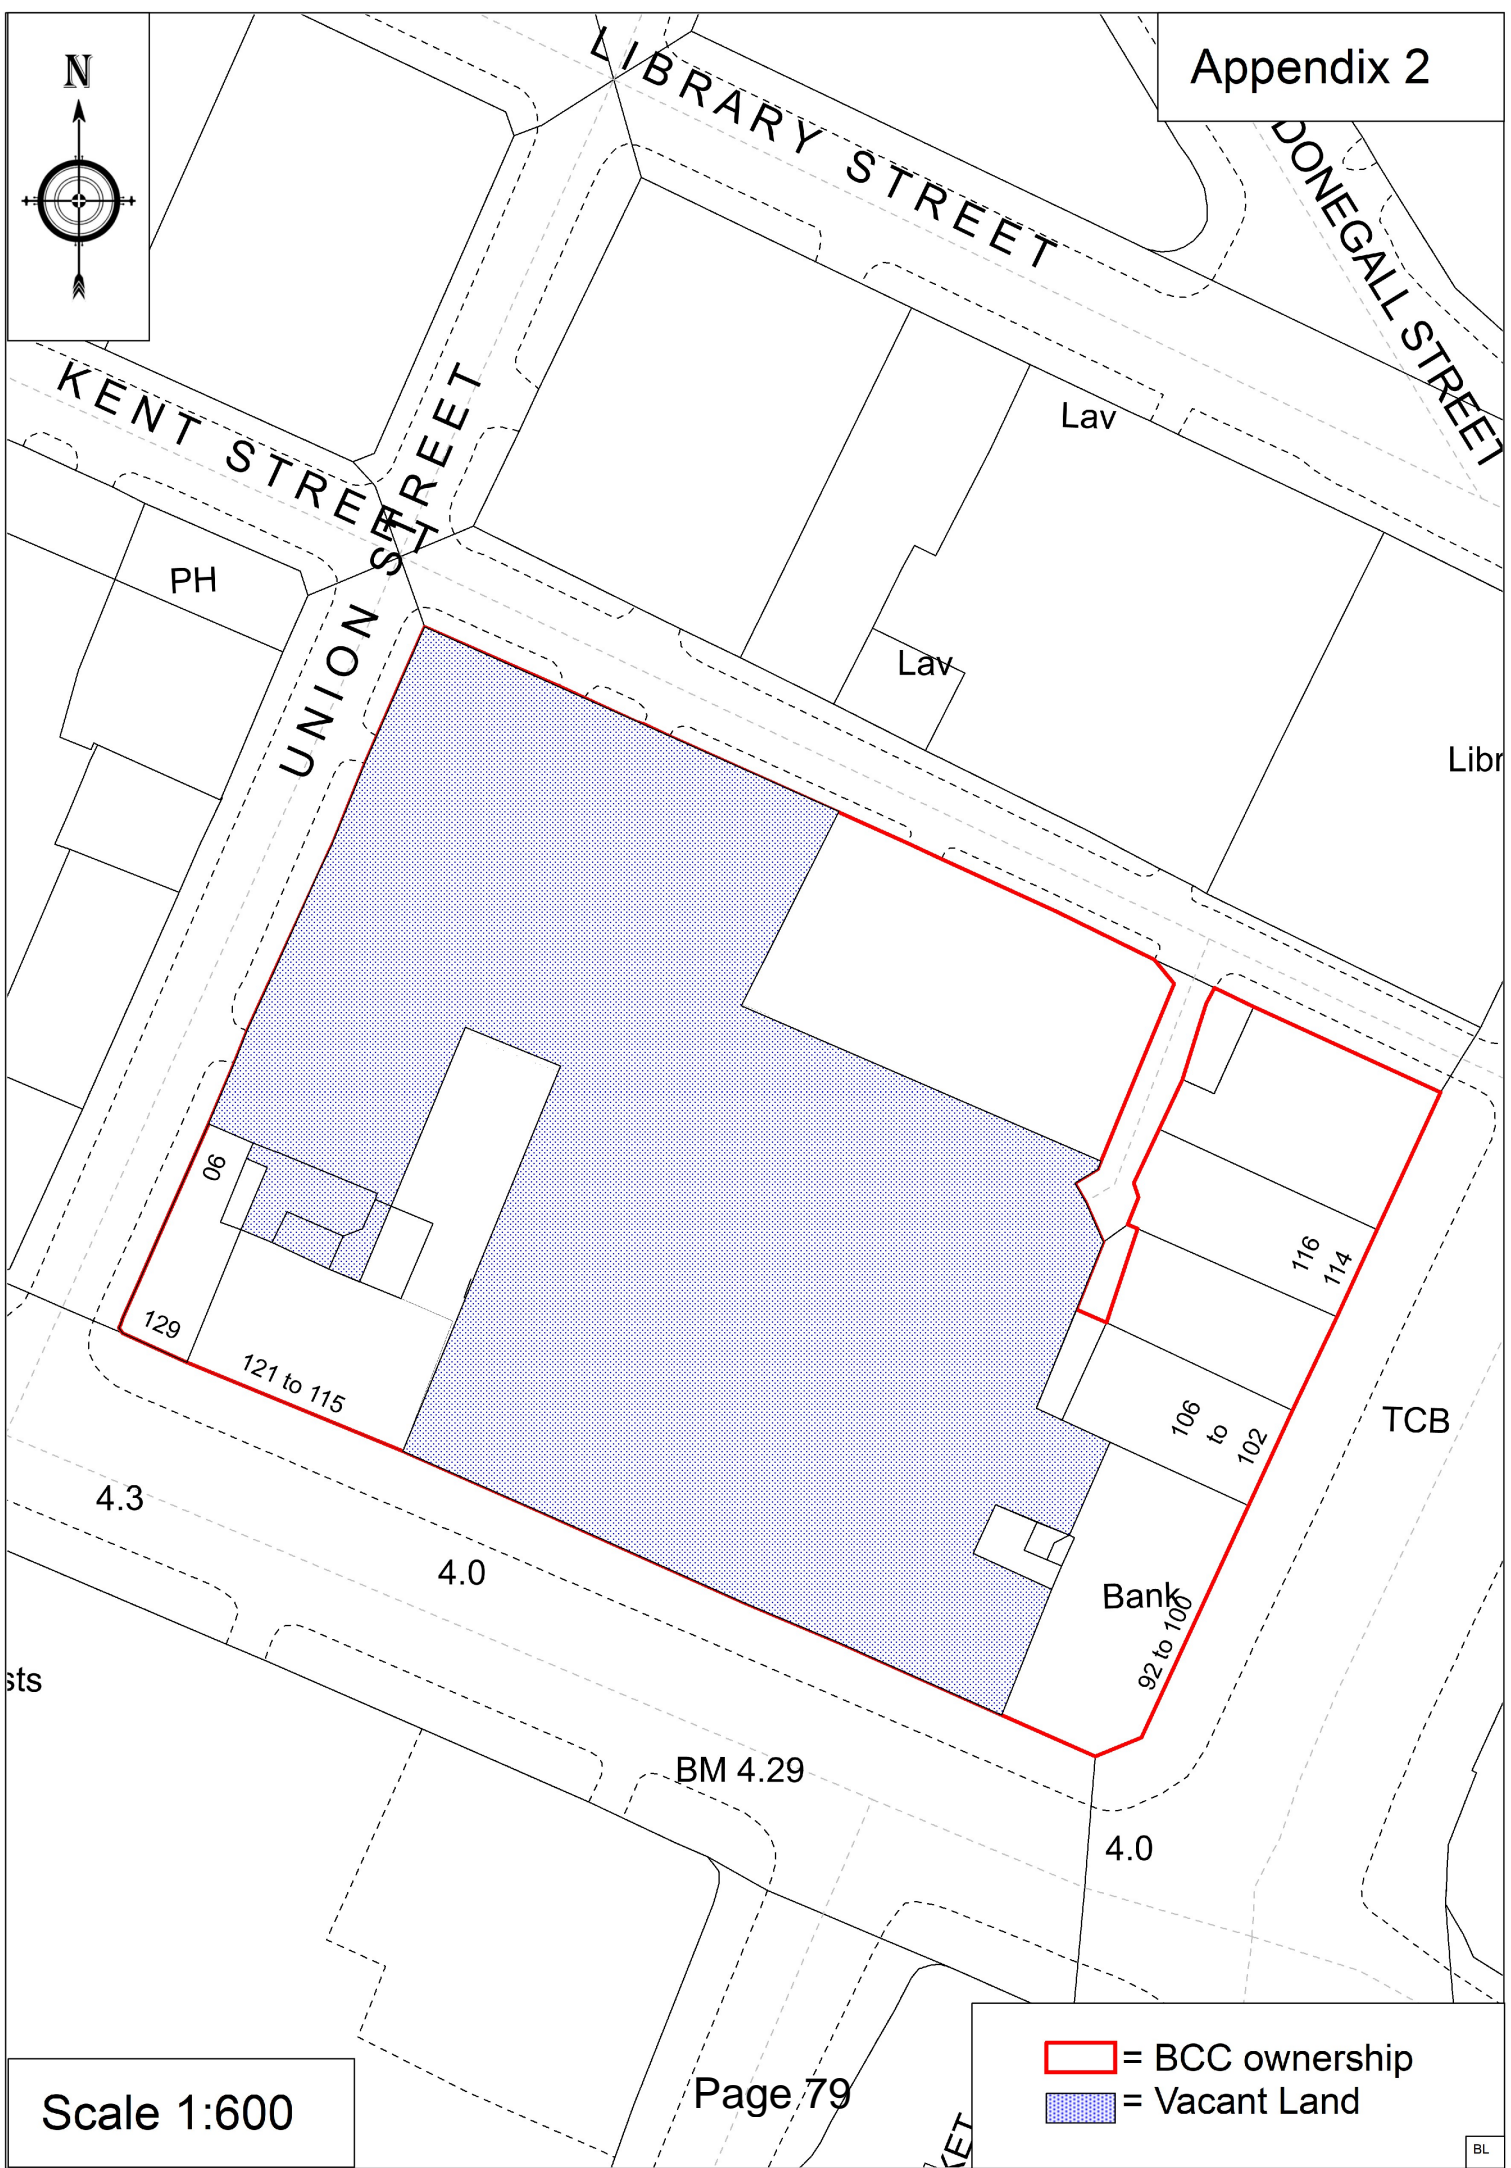 N
Appendix 2
LIBRARY STREET
DONEGALL STREET
KENT STREET
UNION STREET
Lav
PH
Lav
Libr
90
129
121 to 115
116
114
106
to
102
TCB
Bank
92 to 100
4.3
4.0
sts
BM 4.29
4.0
= BCC ownership
= Vacant Land
Page 79
Scale 1:600
KET
BL